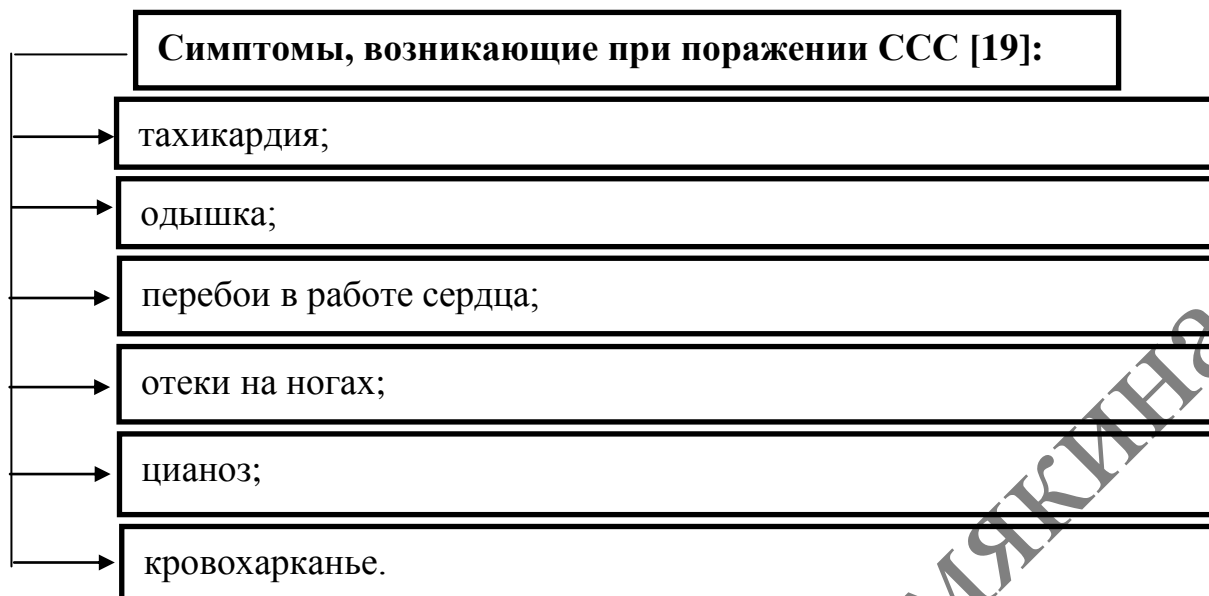 Симптомы, возникающие при поражении ССС [19]:
тахикардия;
одышка;
перебои в работе сердца;
отеки на ногах;
цианоз;
кровохарканье.